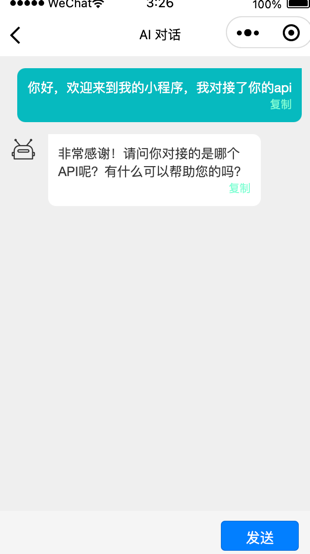 ●●●●● WeChat
3:26
100%
AI 对话
你好，欢迎来到我的小程序，我对接了你的api
复制
非常感谢！请问你对接的是哪个
API呢？有什么可以帮助您的吗？
复制
发送